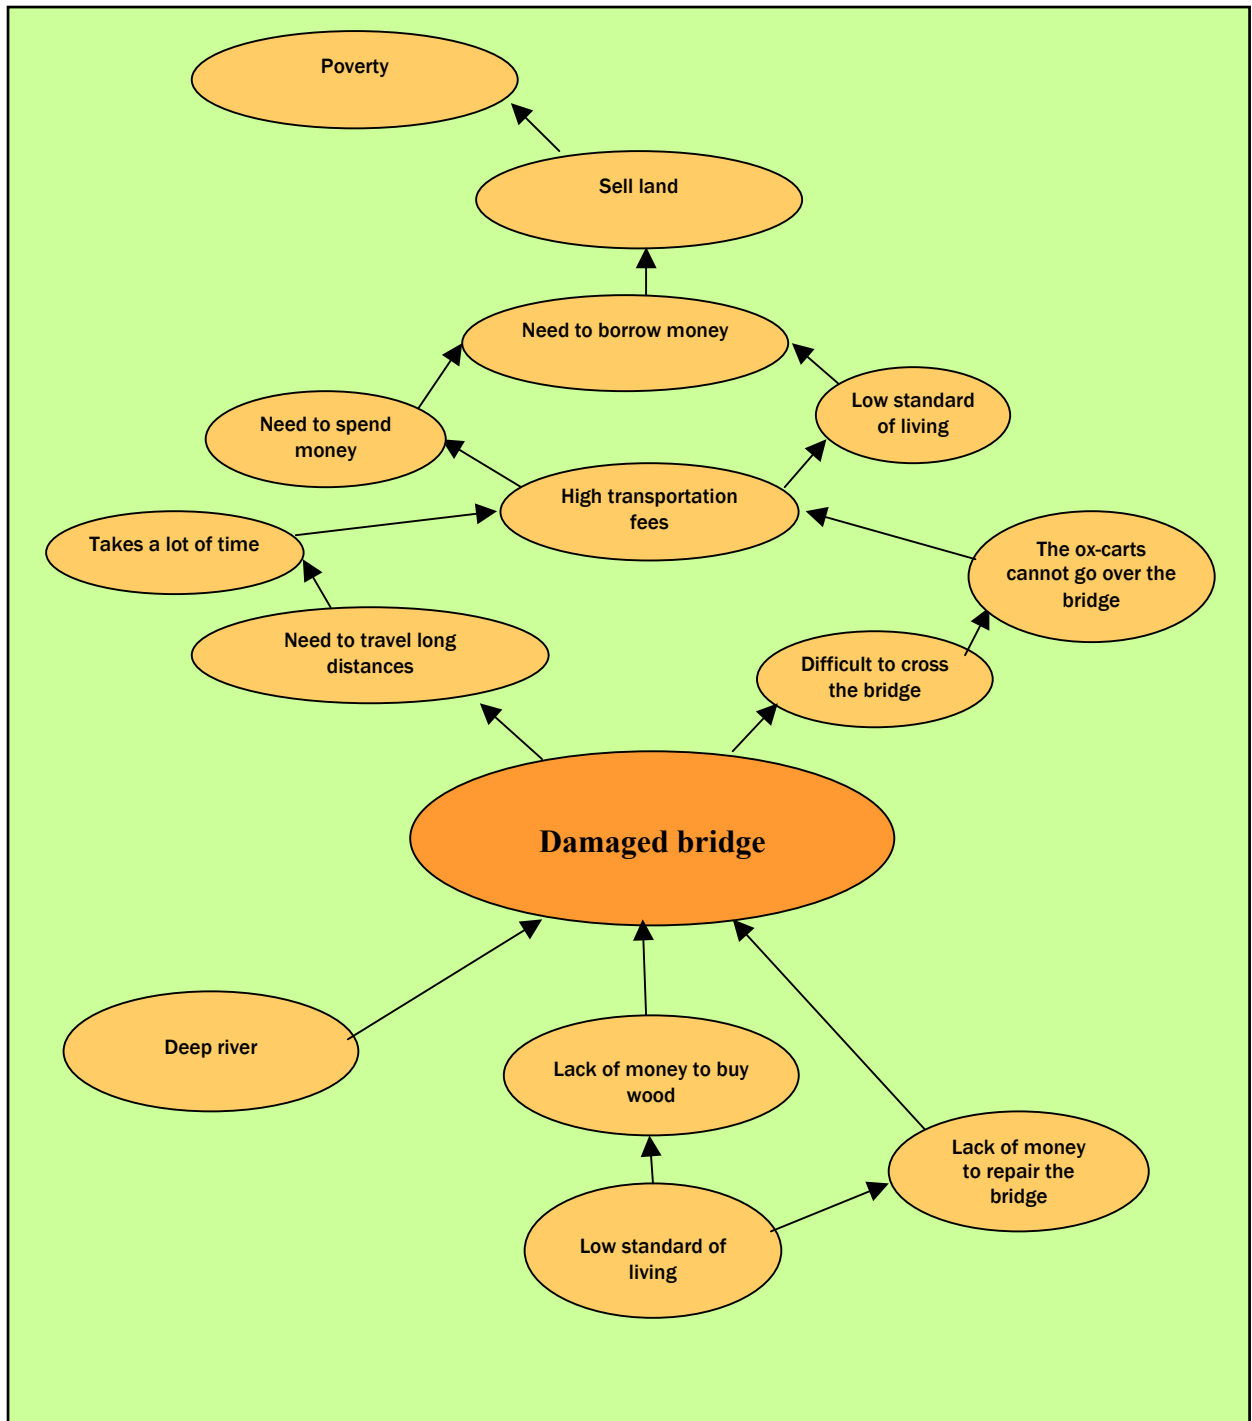 Poverty
Sell land
Need to borrow money
Low standard
of living
Need to spend
money
High transportation
fees
Takes a lot of time
The ox-carts
cannot go over the
bridge
Need to travel long
distances
Difficult to cross
the bridge
Damaged bridge
Deep river
Lack of money to buy
wood
Lack of money
to repair the
bridge
Low standard of
living